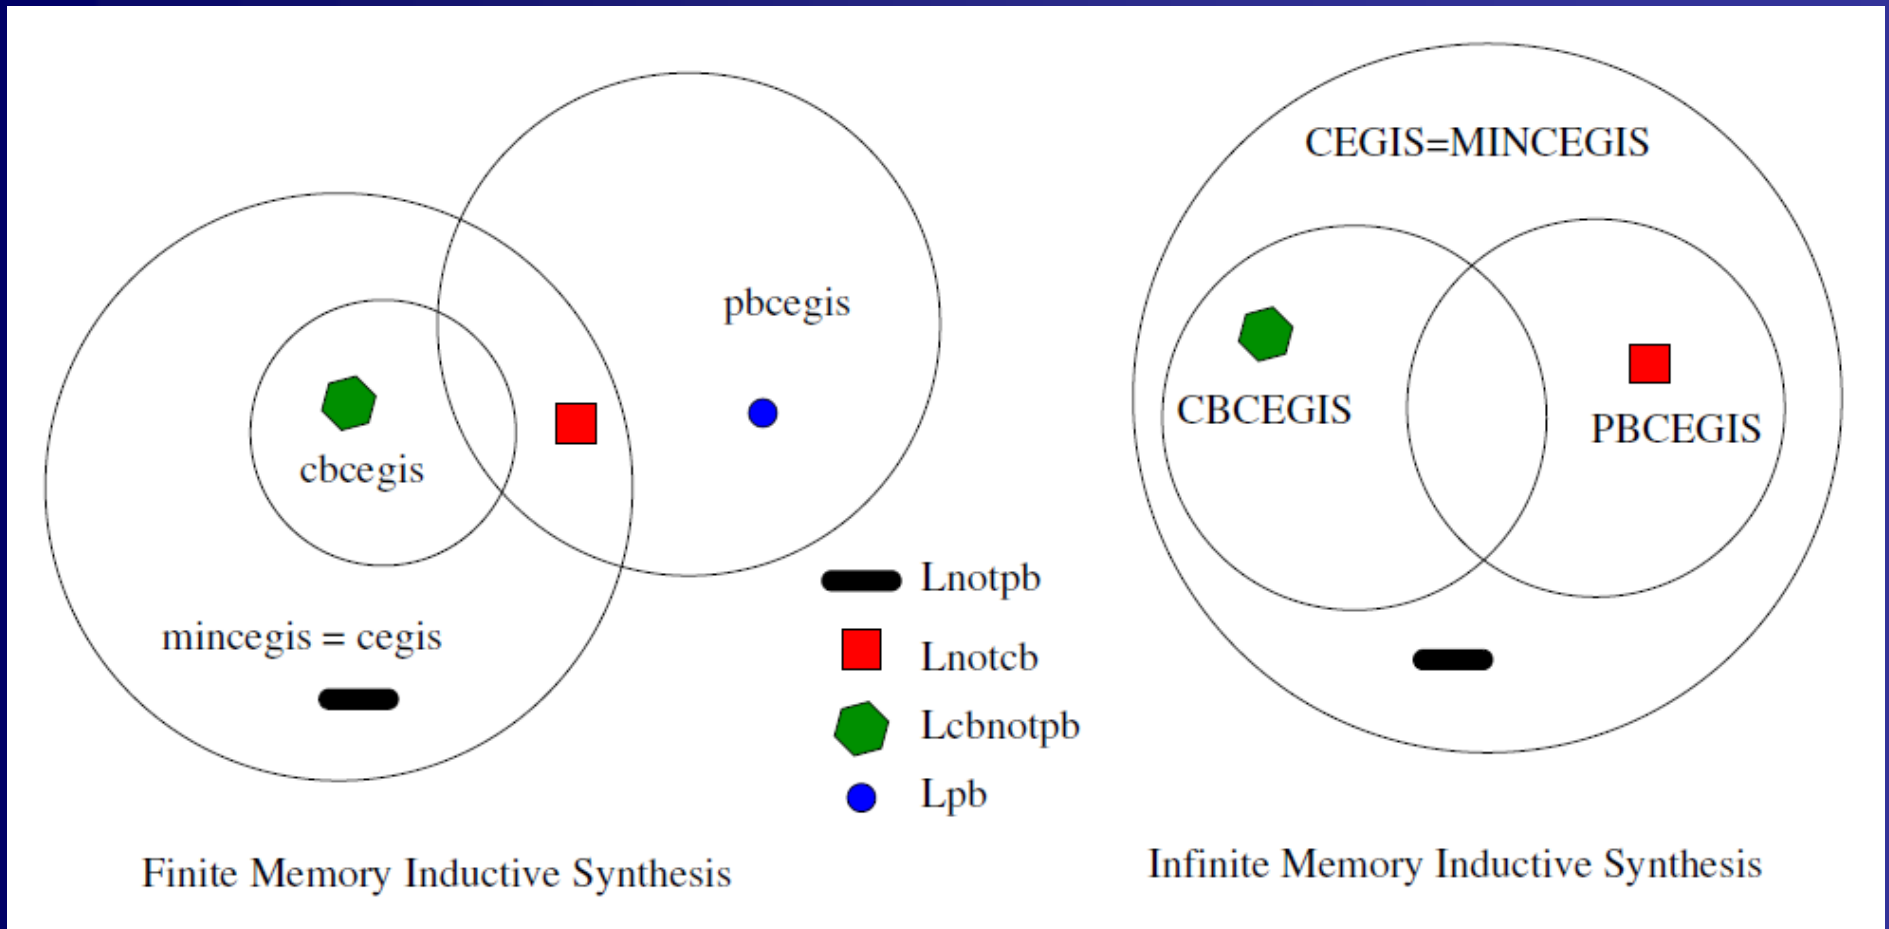 pbcegis
cbcegis
mincegis = cegis
Lnotpb
Lnotcb
Lcbnotpb
Lpb
Finite Memory Inductive Synthesis
CEGIS=MINCEGIS
CBCEGIS
PBCEGIS
Infinite Memory Inductive Synthesis